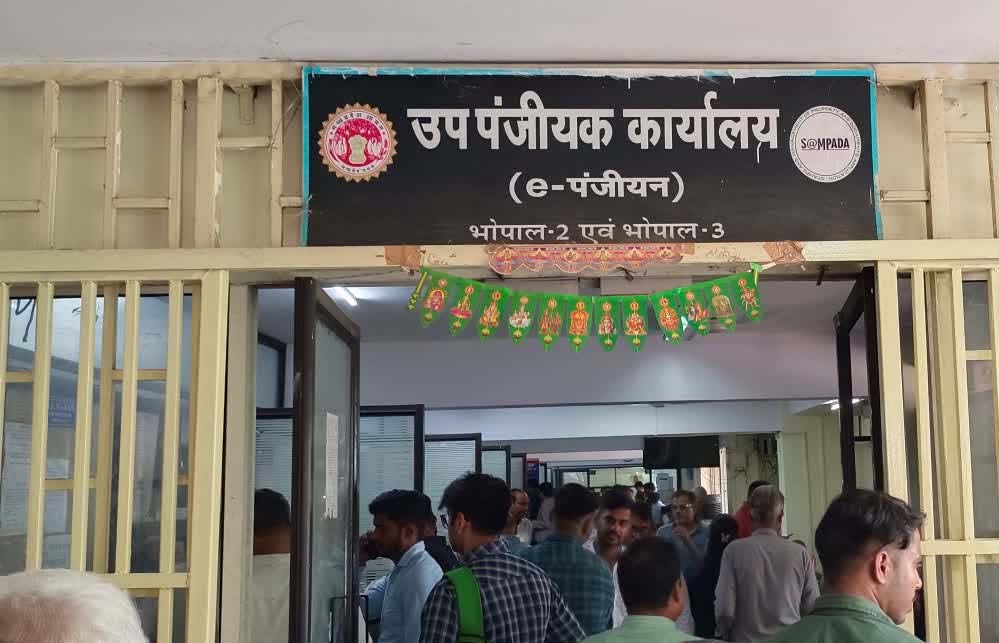 उप पंजीयक कार्यालय
(e-पंजीयन)
भोपाल-2 एवं भोपाल-3
S@MPADA